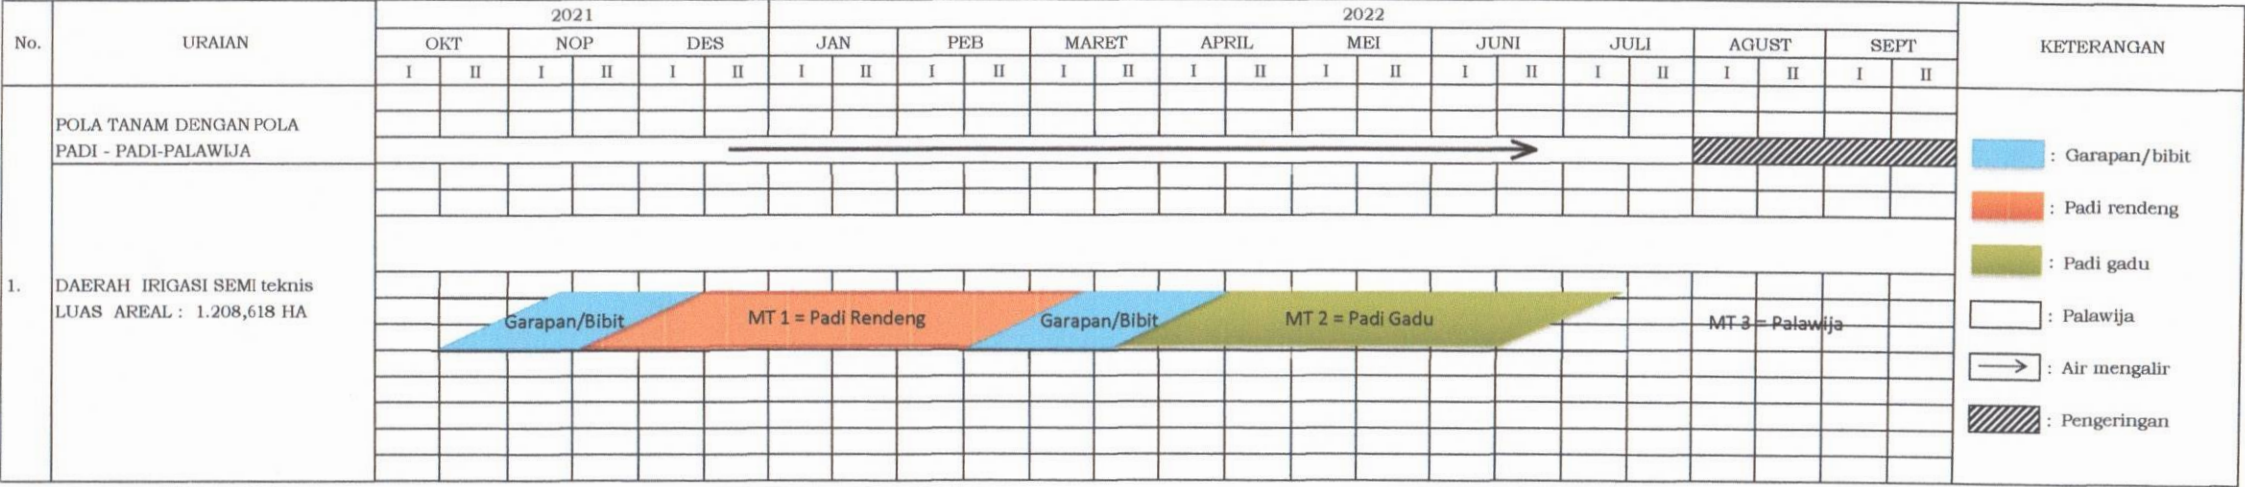 2021 2022
No. URAIAN OKT NOP DES JAN PEB MARET APRIL MEI JUNI JULI AGUST SEPT KETERANGAN
I II I II I II I II I II I II I II I II I II I II I II I II
POLA TANAM DENGAN POLA
PADI - PADI-PALAWIJA
: Garapan/bibit
: Padi rendeng
: Padi gadu
1. DAERAH IRIGASI SEMI teknis
LUAS AREAL : 1.208,618 HA
Garapan/Bibit MT 1 = Padi Rendeng Garapan/Bibit MT 2 = Padi Gadu MT 3 = Palawija
: Palawija
: Air mengalir
: Pengeringan